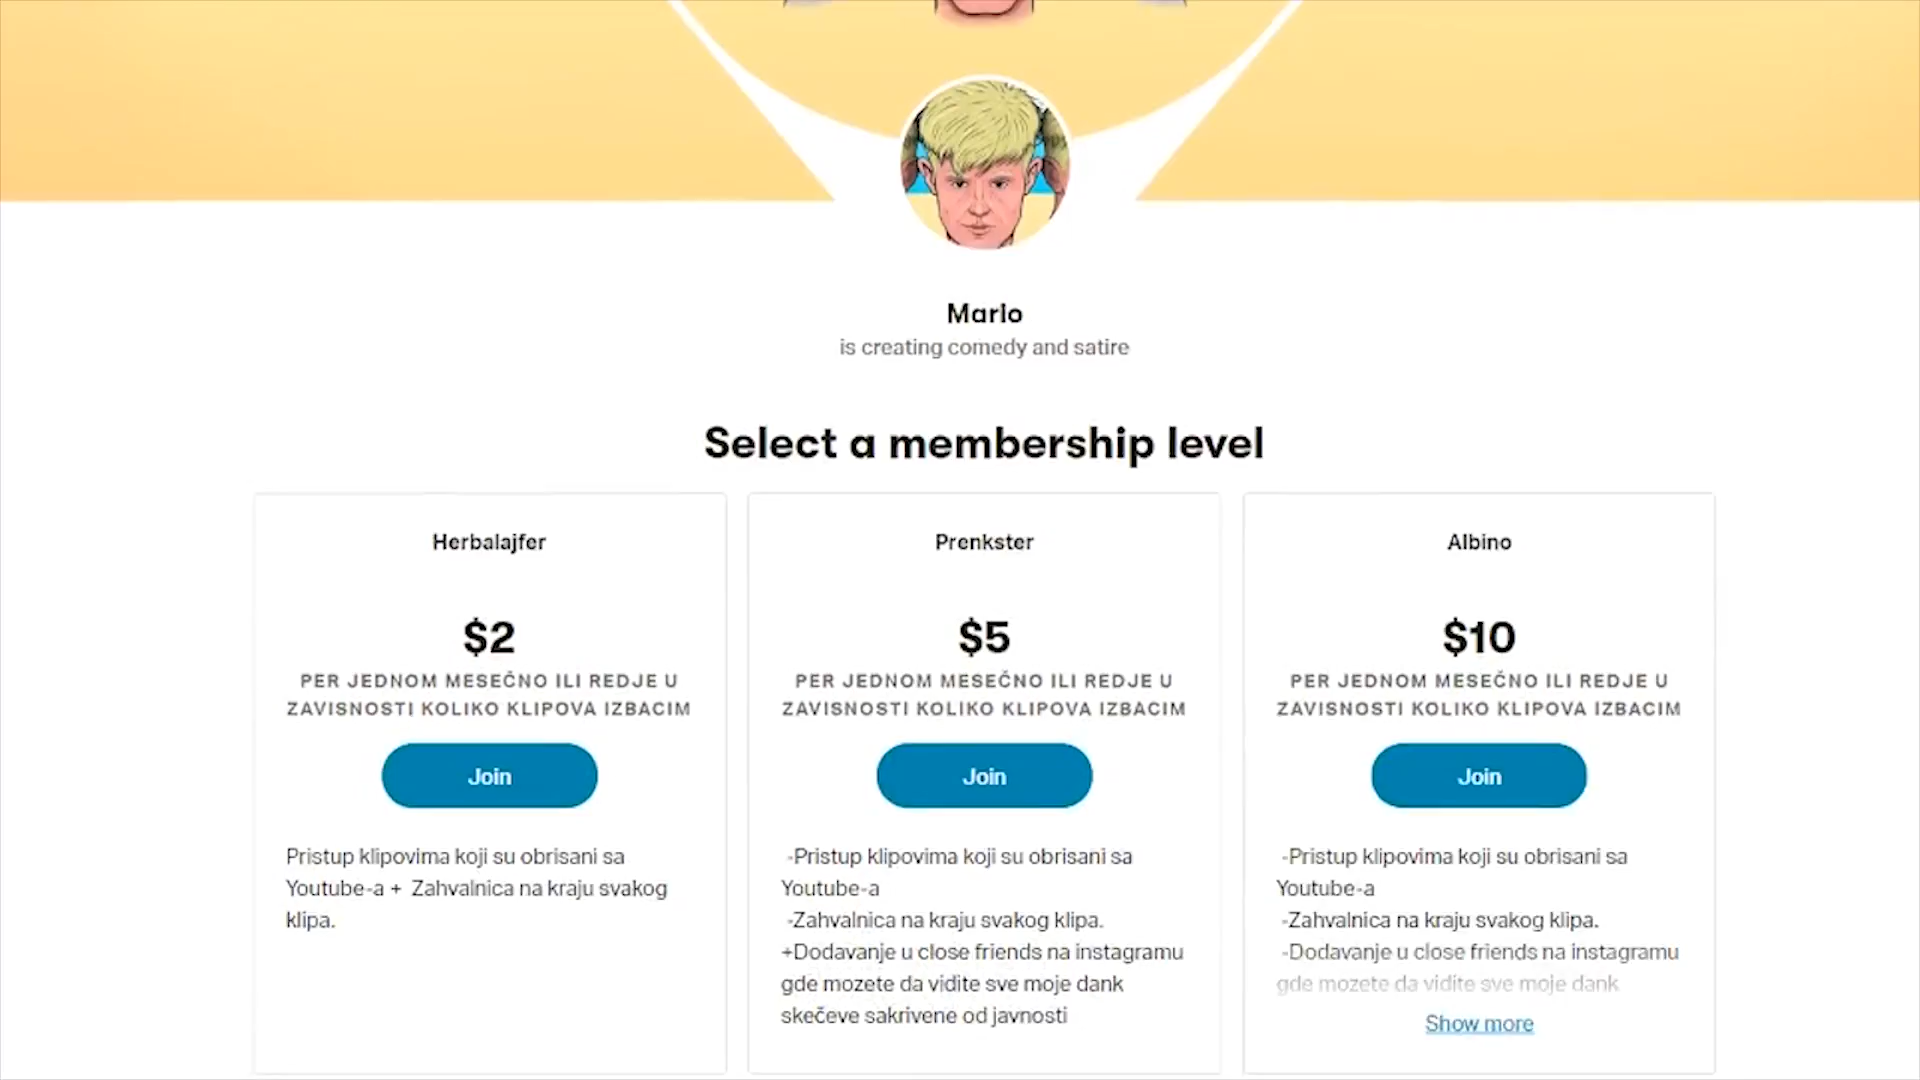 Marlo
is creating comedy and satire
Select a membership level
Herbalajfer
$2
PER JEDNOM MESEČNO ILI REDJE U
ZAVISNOSTI KOLIKO KLIPOVA IZBACIM
Join
Pristup klipovima koji su obrisani sa
Youtube-a + Zahvalnica na kraju svakog
klipa.
Prenkster
$5
PER JEDNOM MESEČNO ILI REDJE U
ZAVISNOSTI KOLIKO KLIPOVA IZBACIM
Join
-Pristup klipovima koji su obrisani sa
Youtube-a
-Zahvalnica na kraju svakog klipa.
+Dodavanje u close friends na instagramu
gde mozete da vidite sve moje dank
skečeve sakrivene od javnosti
Albino
$10
PER JEDNOM MESEČNO ILI REDJE U
ZAVISNOSTI KOLIKO KLIPOVA IZBACIM
Join
-Pristup klipovima koji su obrisani sa
Youtube-a
-Zahvalnica na kraju svakog klipa.
-Dodavanje u close friends na instagramu
gde mozete da vidite sve moje dank
Show more